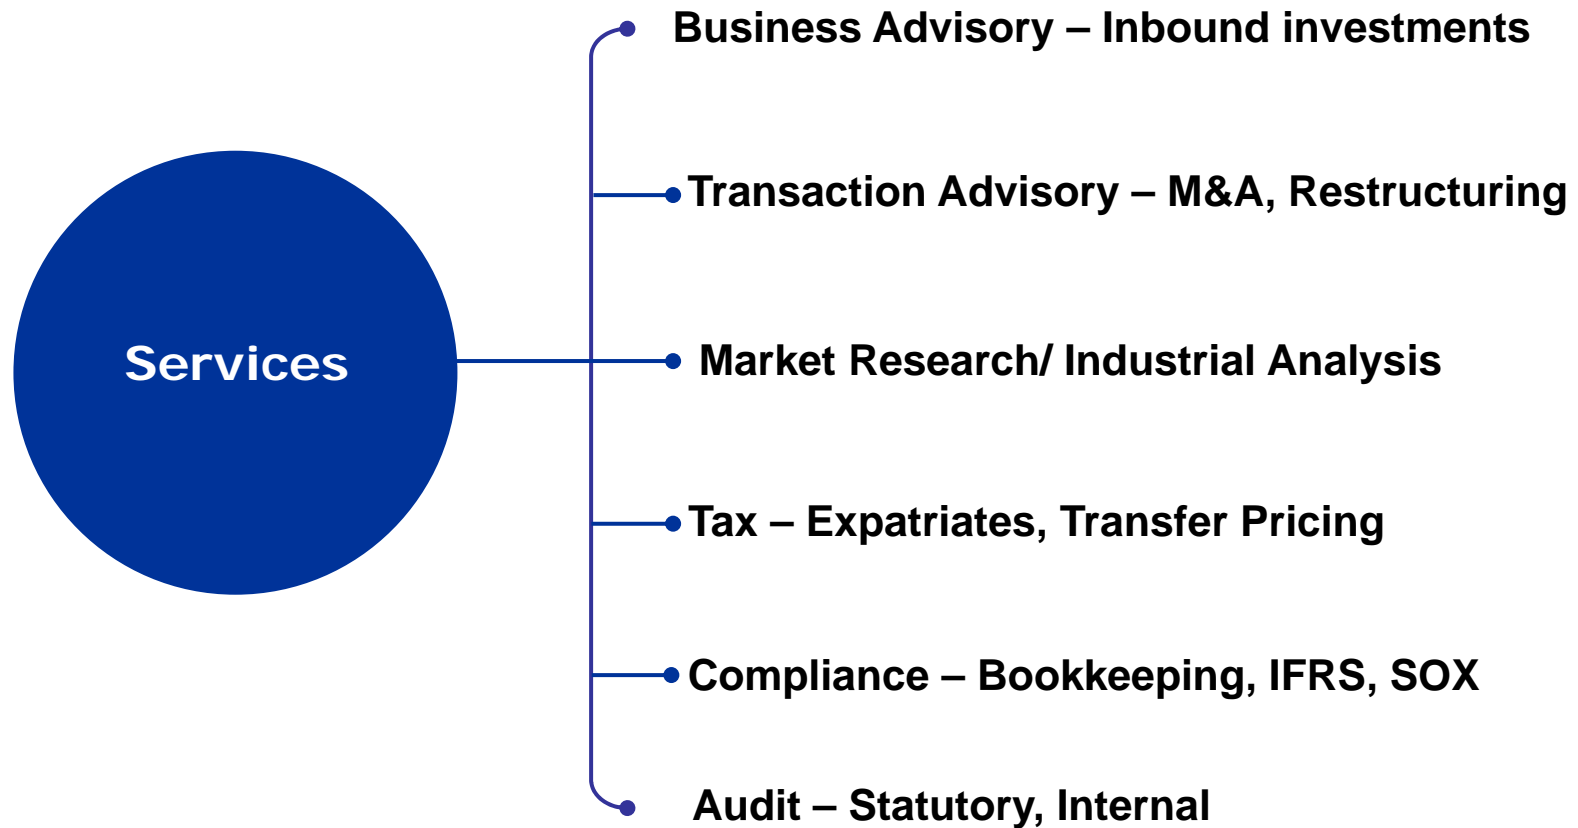 Business Advisory – Inbound investments
Transaction Advisory – M&A, Restructuring
Services
Market Research/ Industrial Analysis
Tax – Expatriates, Transfer Pricing
Compliance – Bookkeeping, IFRS, SOX
Audit – Statutory, Internal